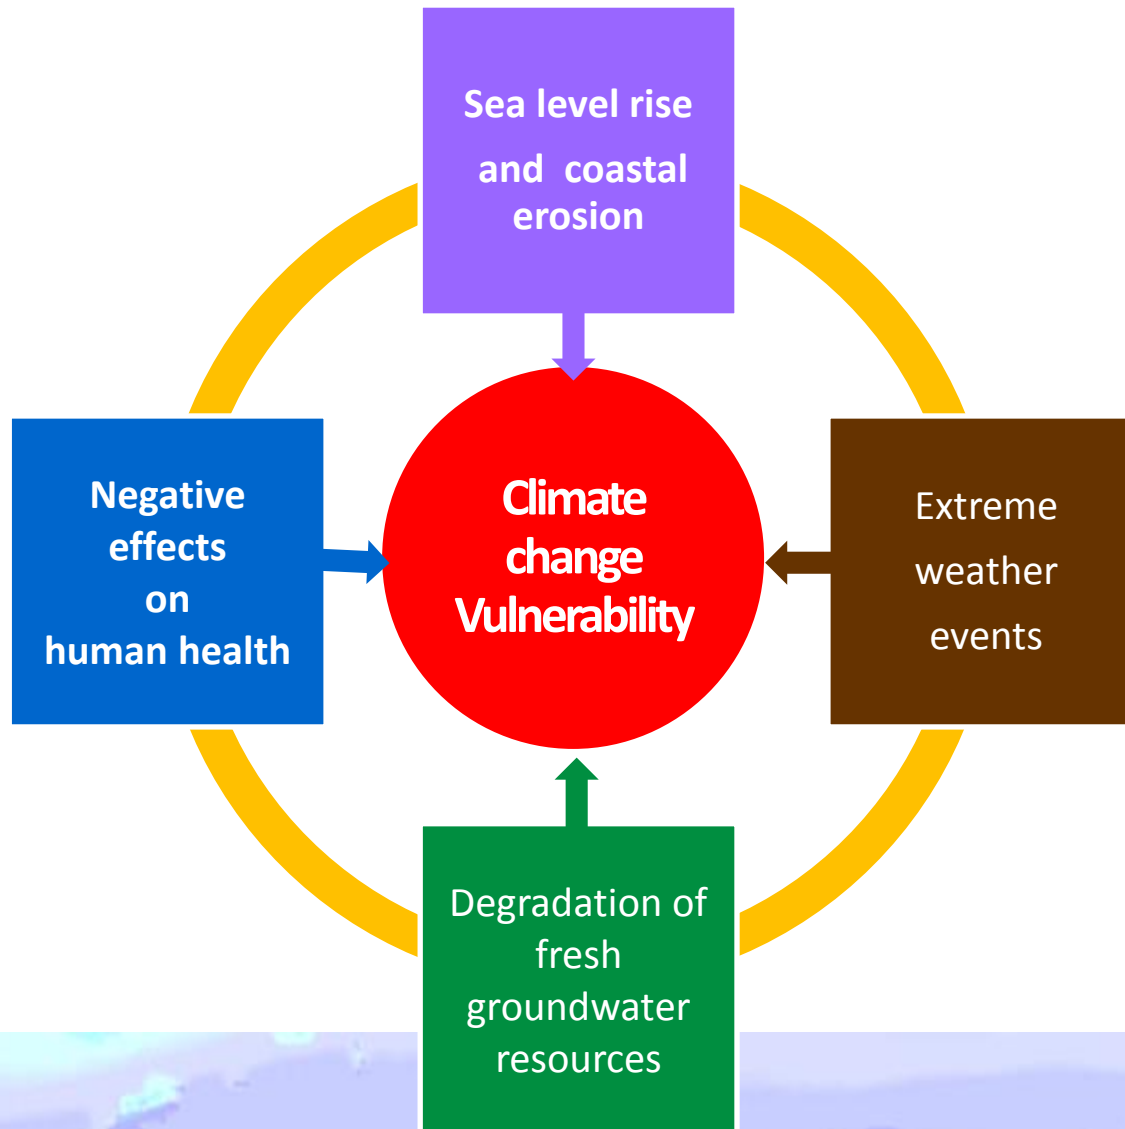 Sea level rise
and coastal
erosion
Negative
effects
on
human health
Climate
change
Vulnerability
Extreme
weather
events
Degradation of
fresh
groundwater
resources